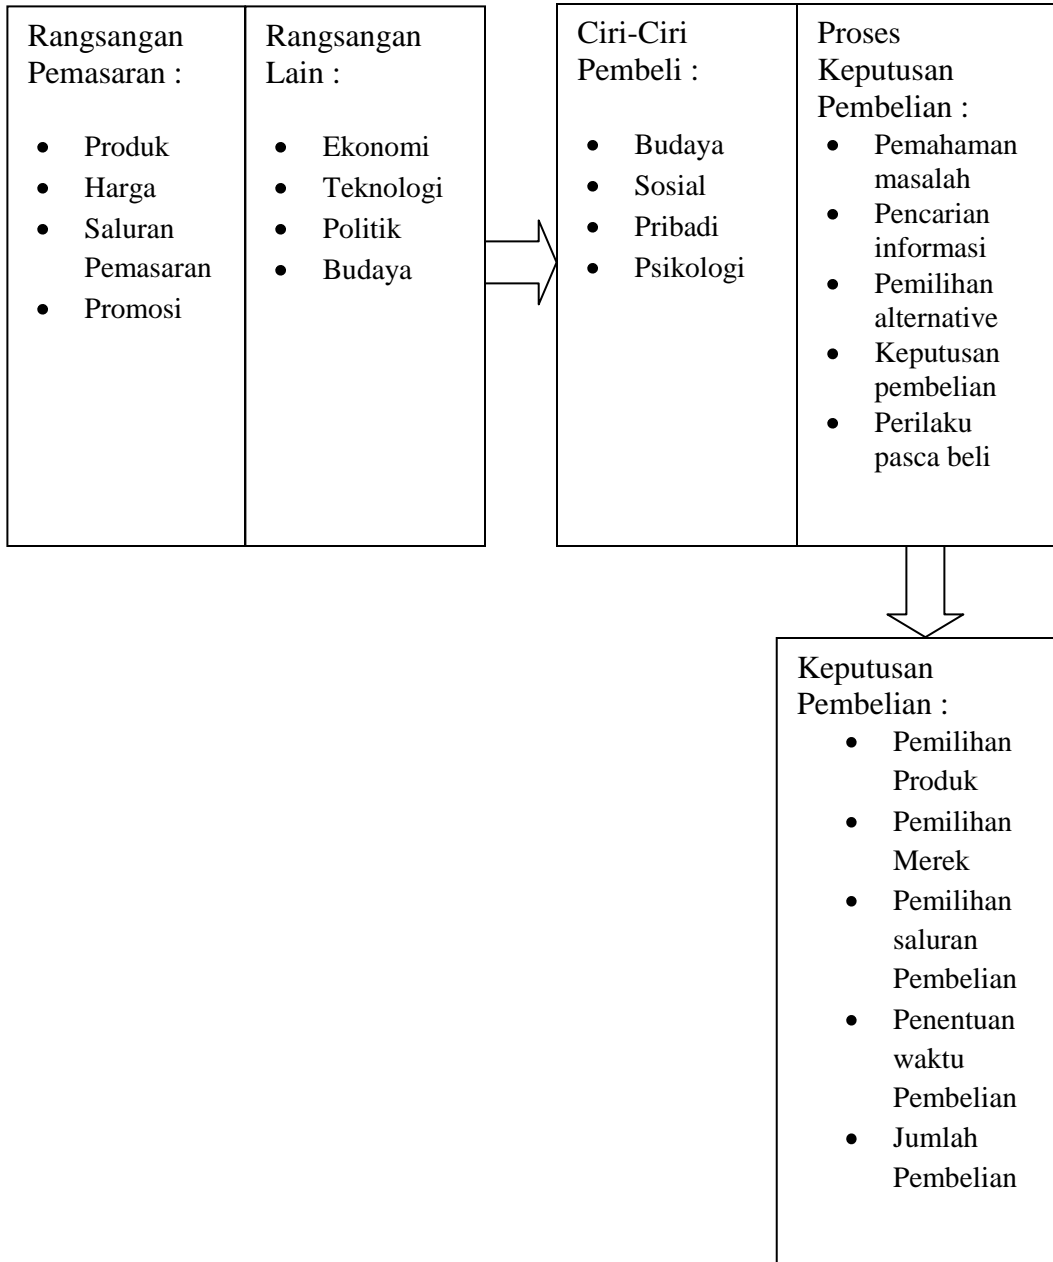 Rangsangan
Pemasaran :
• Produk
• Harga
• Saluran
Pemasaran
• Promosi
Rangsangan
Lain :
• Ekonomi
• Teknologi
• Politik
• Budaya
Ciri-Ciri
Pembeli :
• Budaya
• Sosial
• Pribadi
• Psikologi
Proses
Keputusan
Pembelian :
• Pemahaman
masalah
• Pencarian
informasi
• Pemilihan
alternative
• Keputusan
pembelian
• Perilaku
pasca beli
Keputusan
Pembelian :
• Pemilihan
Produk
• Pemilihan
Merek
• Pemilihan
saluran
Pembelian
• Penentuan
waktu
Pembelian
• Jumlah
Pembelian